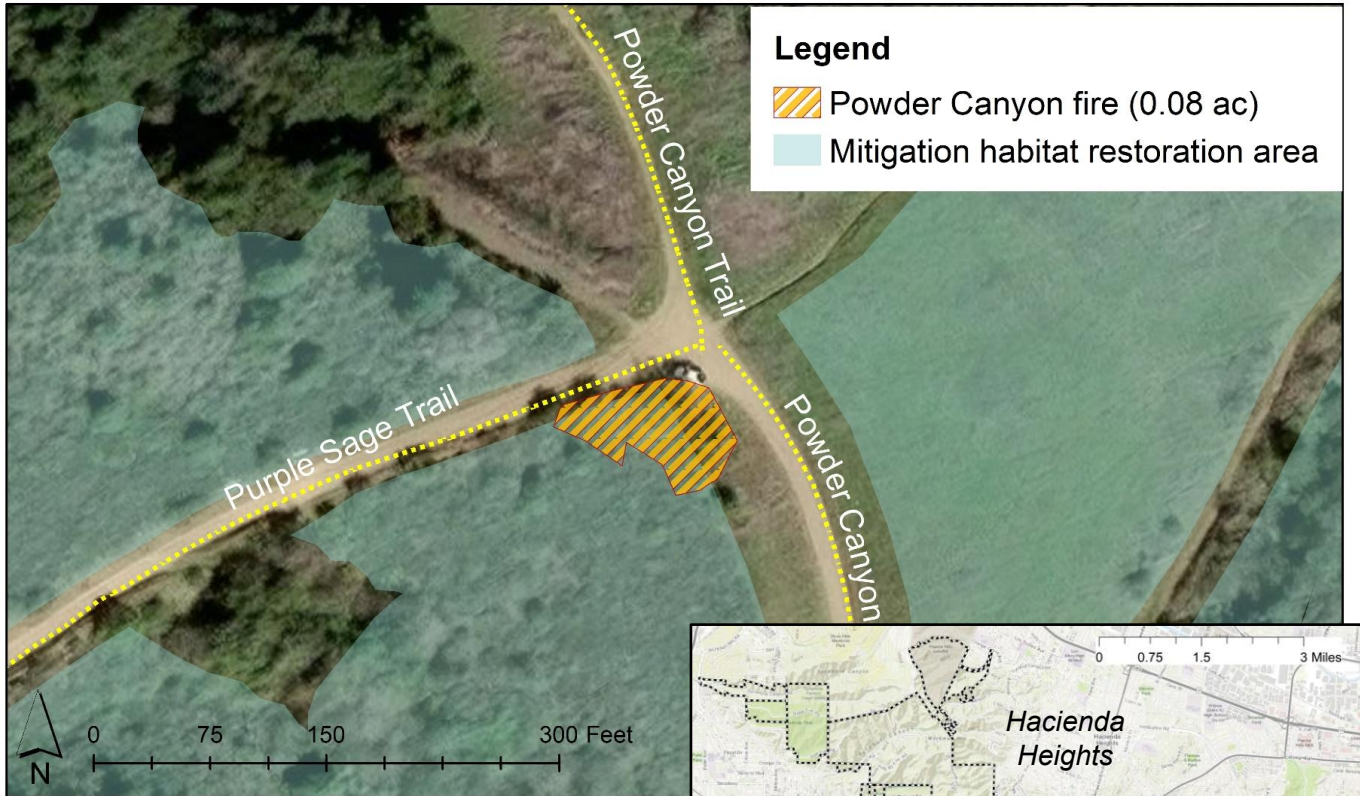 Legend
Powder Canyon fire (0.08 ac)
Mitigation habitat restoration area
Powder Canyon Trail
Purple Sage Trail
Powder Canyon
0 75 150 300 Feet
N
0 0.75 1.5 3 Miles
Hacienda
Heights